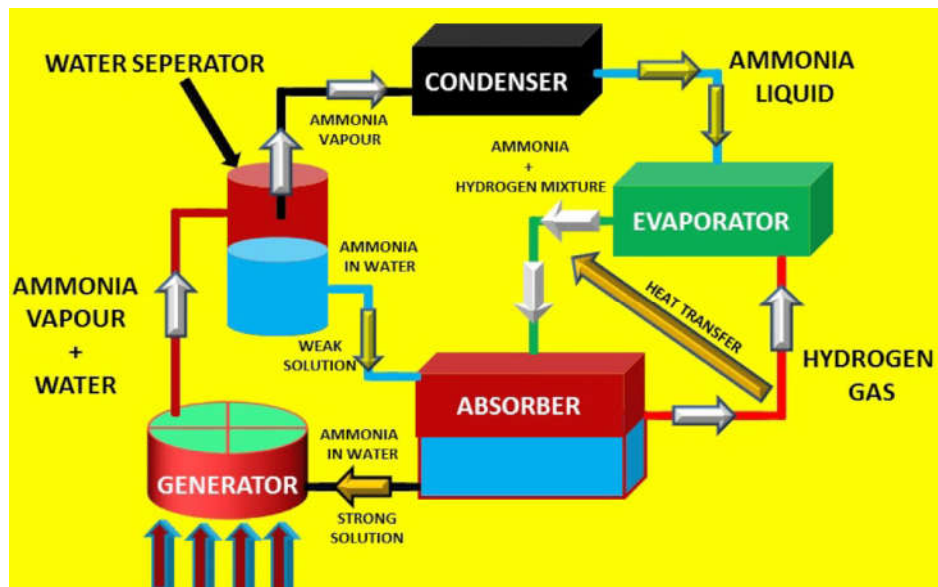 WATER SEPERATOR
CONDENSER
AMMONIA
LIQUID
AMMONIA
VAPOUR
AMMONIA
+
HYDROGEN MIXTURE
EVAPORATOR
AMMONIA
IN WATER
AMMONIA
VAPOUR
+
WATER
HEAT TRANSFER
WEAK
SOLUTION
HYDROGEN
GAS
ABSORBER
AMMONIA
IN WATER
GENERATOR
STRONG
SOLUTION